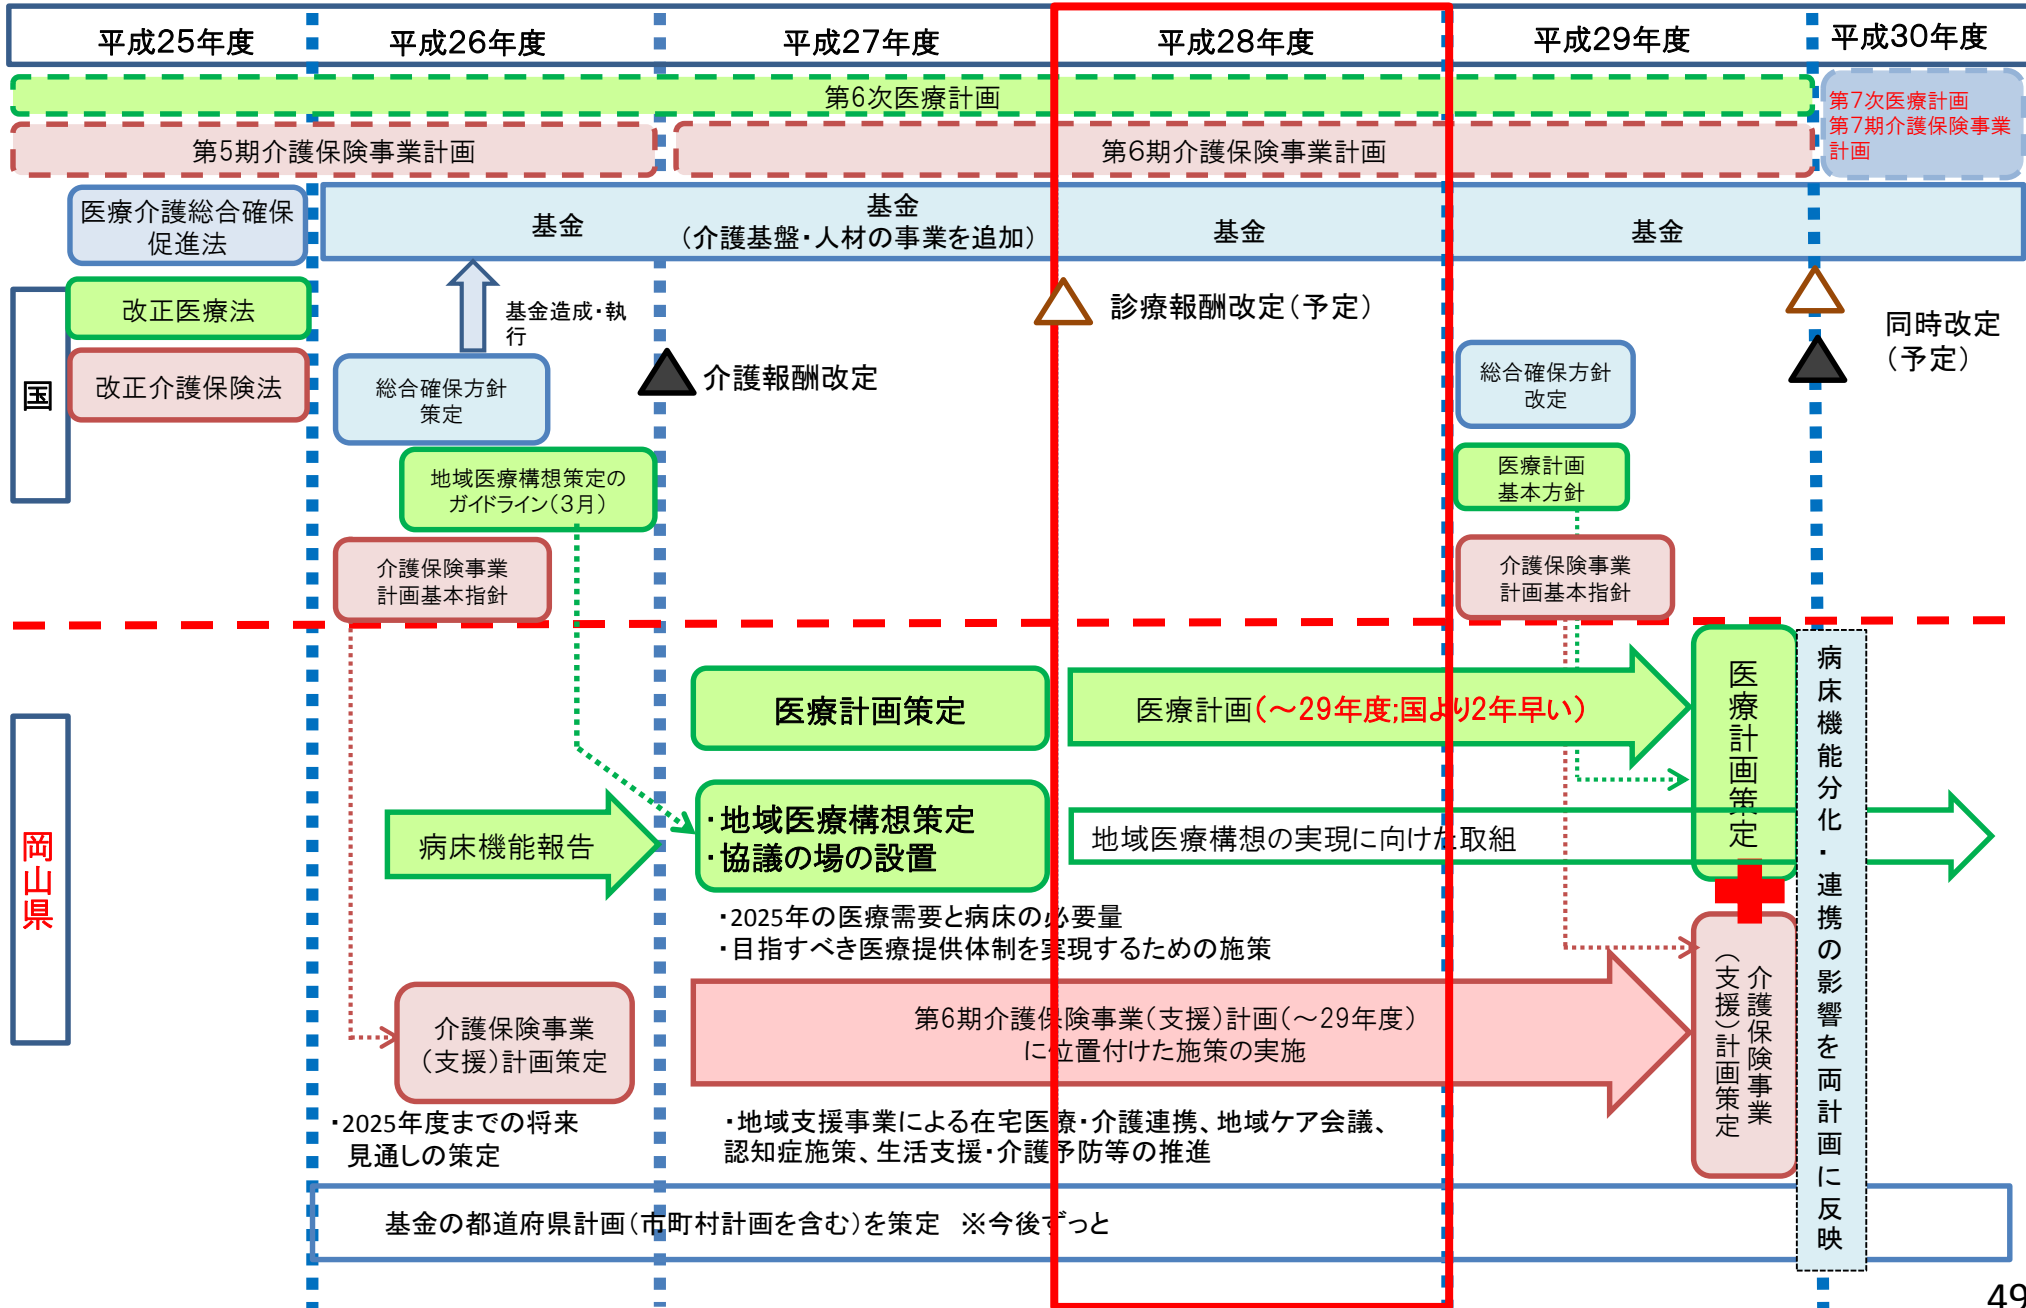 平成25年度
平成26年度
平成27年度
平成28年度
平成29年度
平成30年度
第6次医療計画
第7次医療計画
第7期介護保険事業
計画
第5期介護保険事業計画
第6期介護保険事業計画
医療介護総合確保
促進法
基金
基金
(介護基盤・人材の事業を追加)
基金
基金
国
改正医療法
改正介護保険法
基金造成・執
行
総合確保方針
策定
介護報酬改定
診療報酬改定(予定)
同時改定
(予定)
総合確保方針
改定
地域医療構想策定の
ガイドライン(3月)
医療計画
基本方針
介護保険事業
計画基本指針
介護保険事業
計画基本指針
岡山県
医療計画策定
医療計画(～29年度;国より2年早い)
医療計画策定
病床機能報告
・地域医療構想策定
・協議の場の設置
地域医療構想の実現に向けた取組
・2025年の医療需要と病床の必要量
・目指すべき医療提供体制を実現するための施策
介護保険事業
(支援)計画策定
第6期介護保険事業(支援)計画(～29年度)
に位置付けた施策の実施
介護保険事業
(支援)計画策定
病床機能分化・連携の影響を両計画に反映
・2025年度までの将来
見通しの策定
・地域支援事業による在宅医療・介護連携、地域ケア会議、
認知症施策、生活支援・介護予防等の推進
基金の都道府県計画(市町村計画を含む)を策定 ※今後ずっと
49